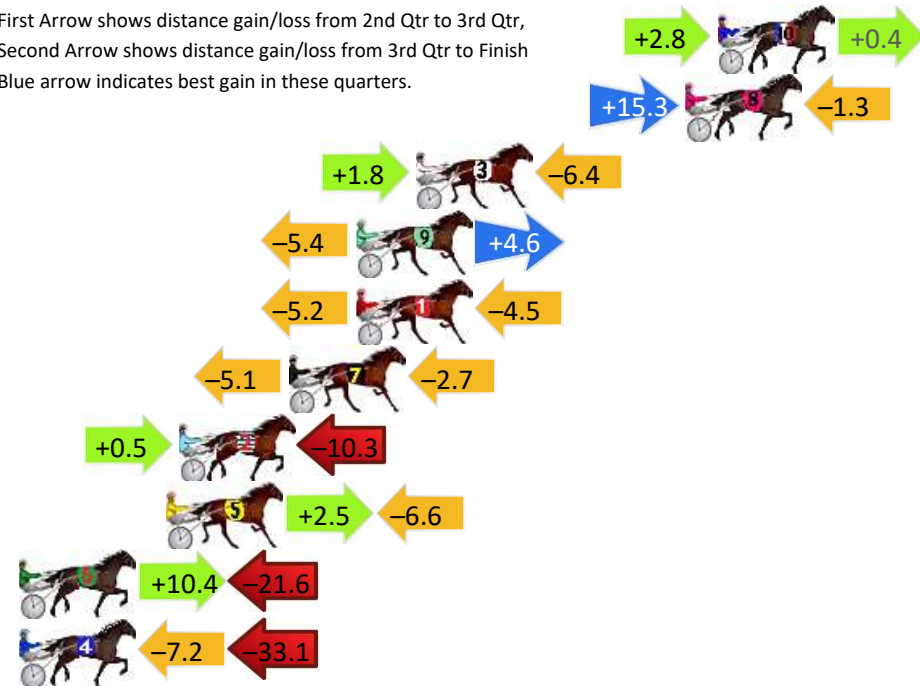 First Arrow shows distance gain/loss from 2nd Qtr to 3rd Qtr,
Second Arrow shows distance gain/loss from 3rd Qtr to Finish
Blue arrow indicates best gain in these quarters.
+2.8 10 +0.4
+15.3 8 –1.3
+1.8 3 –6.4
–5.4 9 +4.6
–5.2 1 –4.5
–5.1 7 –2.7
+0.5 2 –10.3
5 +2.5 –6.6
6 +10.4 –21.6
4 –7.2 –33.1